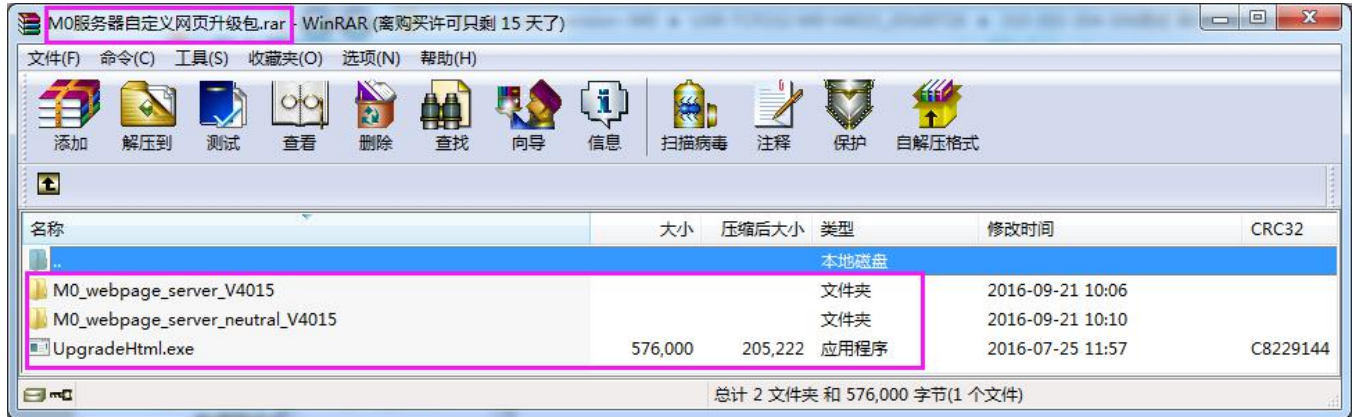 M0服务器自定义网页升级包.rar - WinRAR (离购买许可只剩 15 天了)
文件(F) 命令(C) 工具(S) 收藏夹(O) 选项(N) 帮助(H)
添加 解压到 测试 查看 删除 查找 向导 信息 扫描病毒 注释 保护 自解压格式
名称 大小 压缩后大小 类型 修改时间 CRC32
.. 本地磁盘
M0_webpage_server_V4015 文件夹 2016-09-21 10:06
M0_webpage_server_neutral_V4015 文件夹 2016-09-21 10:10
UpgradeHtml.exe 576,000 205,222 应用程序 2016-07-25 11:57 C8229144
总计 2 文件夹 和 576,000 字节(1 个文件)